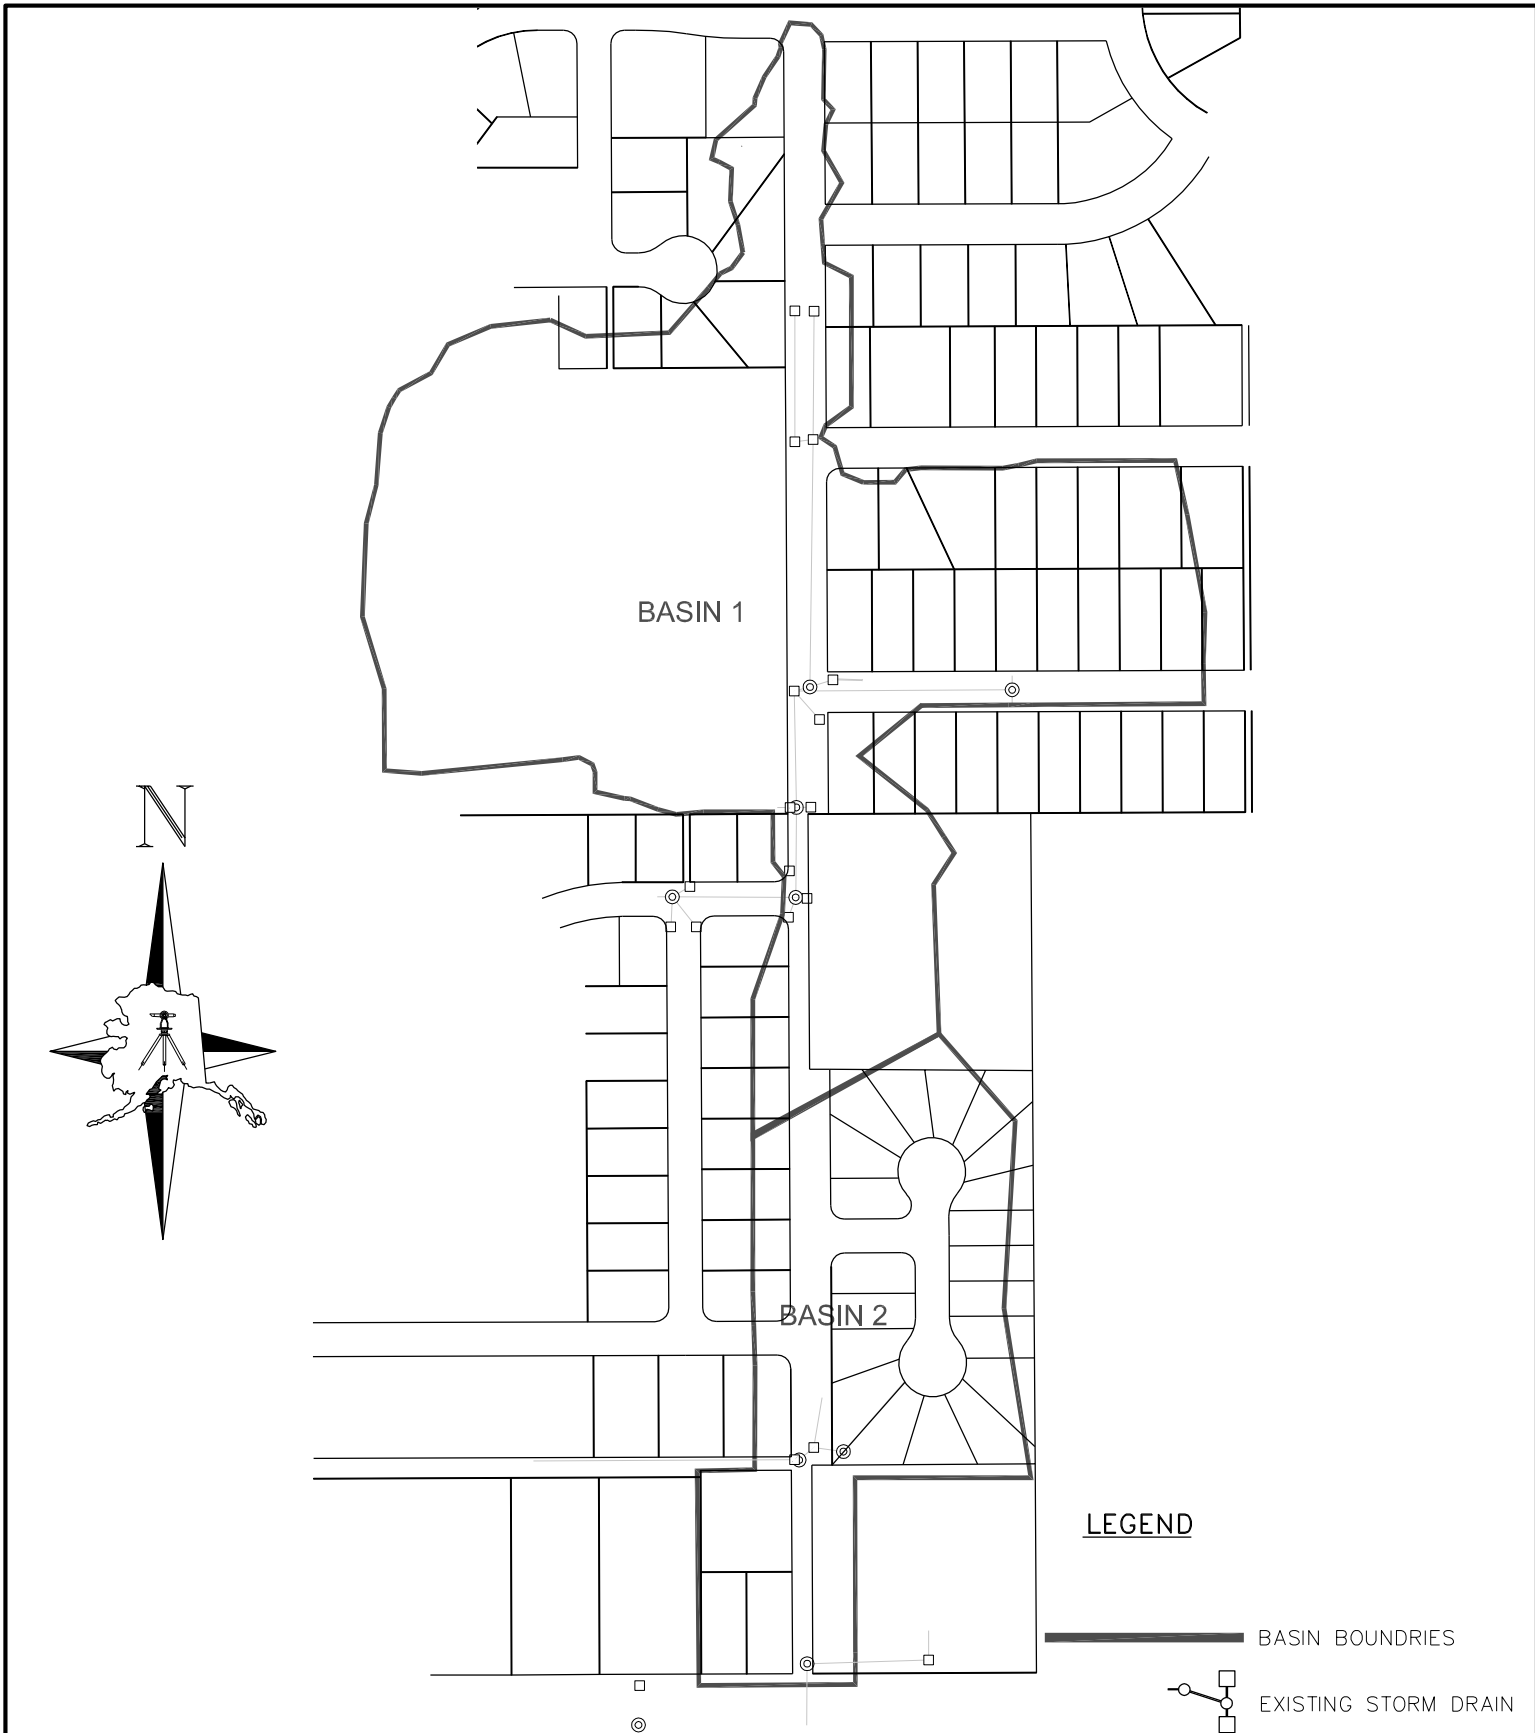 BASIN 1
N
BASIN 2
LEGEND
BASIN BOUNDRIES
EXISTING STORM DRAIN